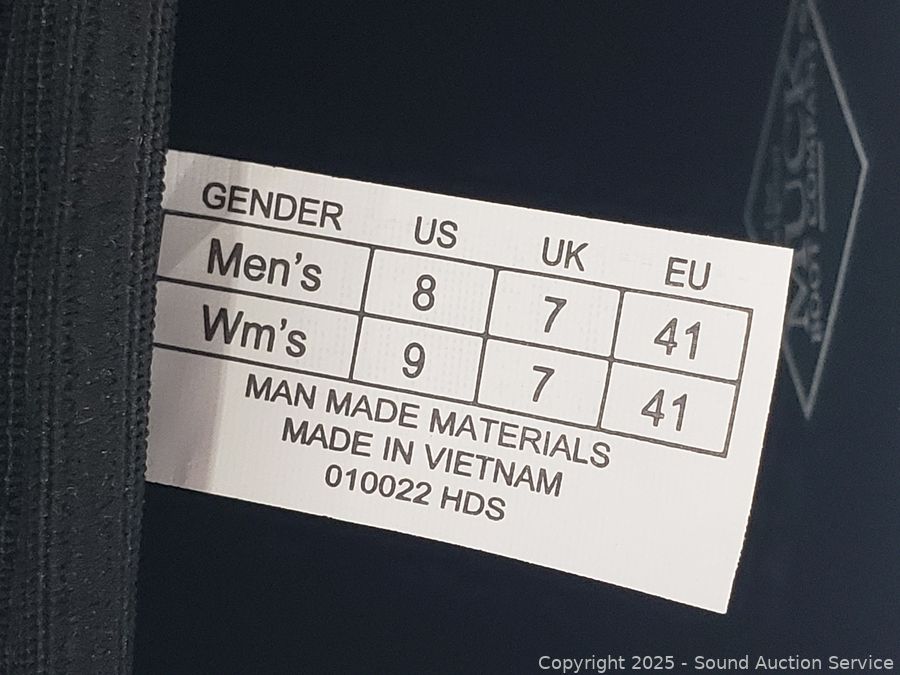 GENDER US UK EU
Men's 8 7 41
Wm's 9 7 41
MAN MADE MATERIALS
MADE IN VIETNAM
010022 HDS
MUCK
Copyright 2025 - Sound Auction Service